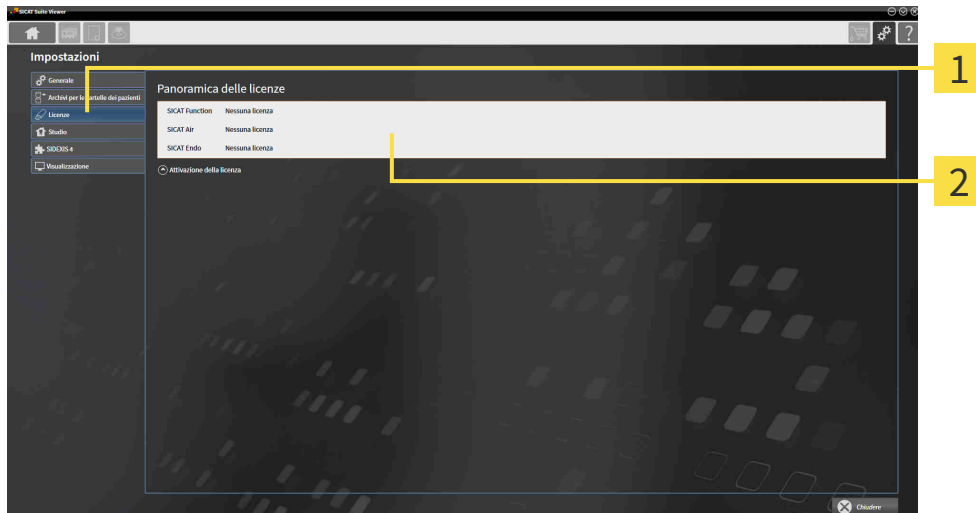 SICAT Suite Viewer
?
Impostazioni
Generale
Archivi per le cartelle dei pazienti
Licenze
Studio
SIDEXIS 4
Visualizzazione
Panoramica delle licenze
SICAT Function Nessuna licenza
SICAT Air Nessuna licenza
SICAT Endo Nessuna licenza
Attivazione della licenza
Chiudere
1
2